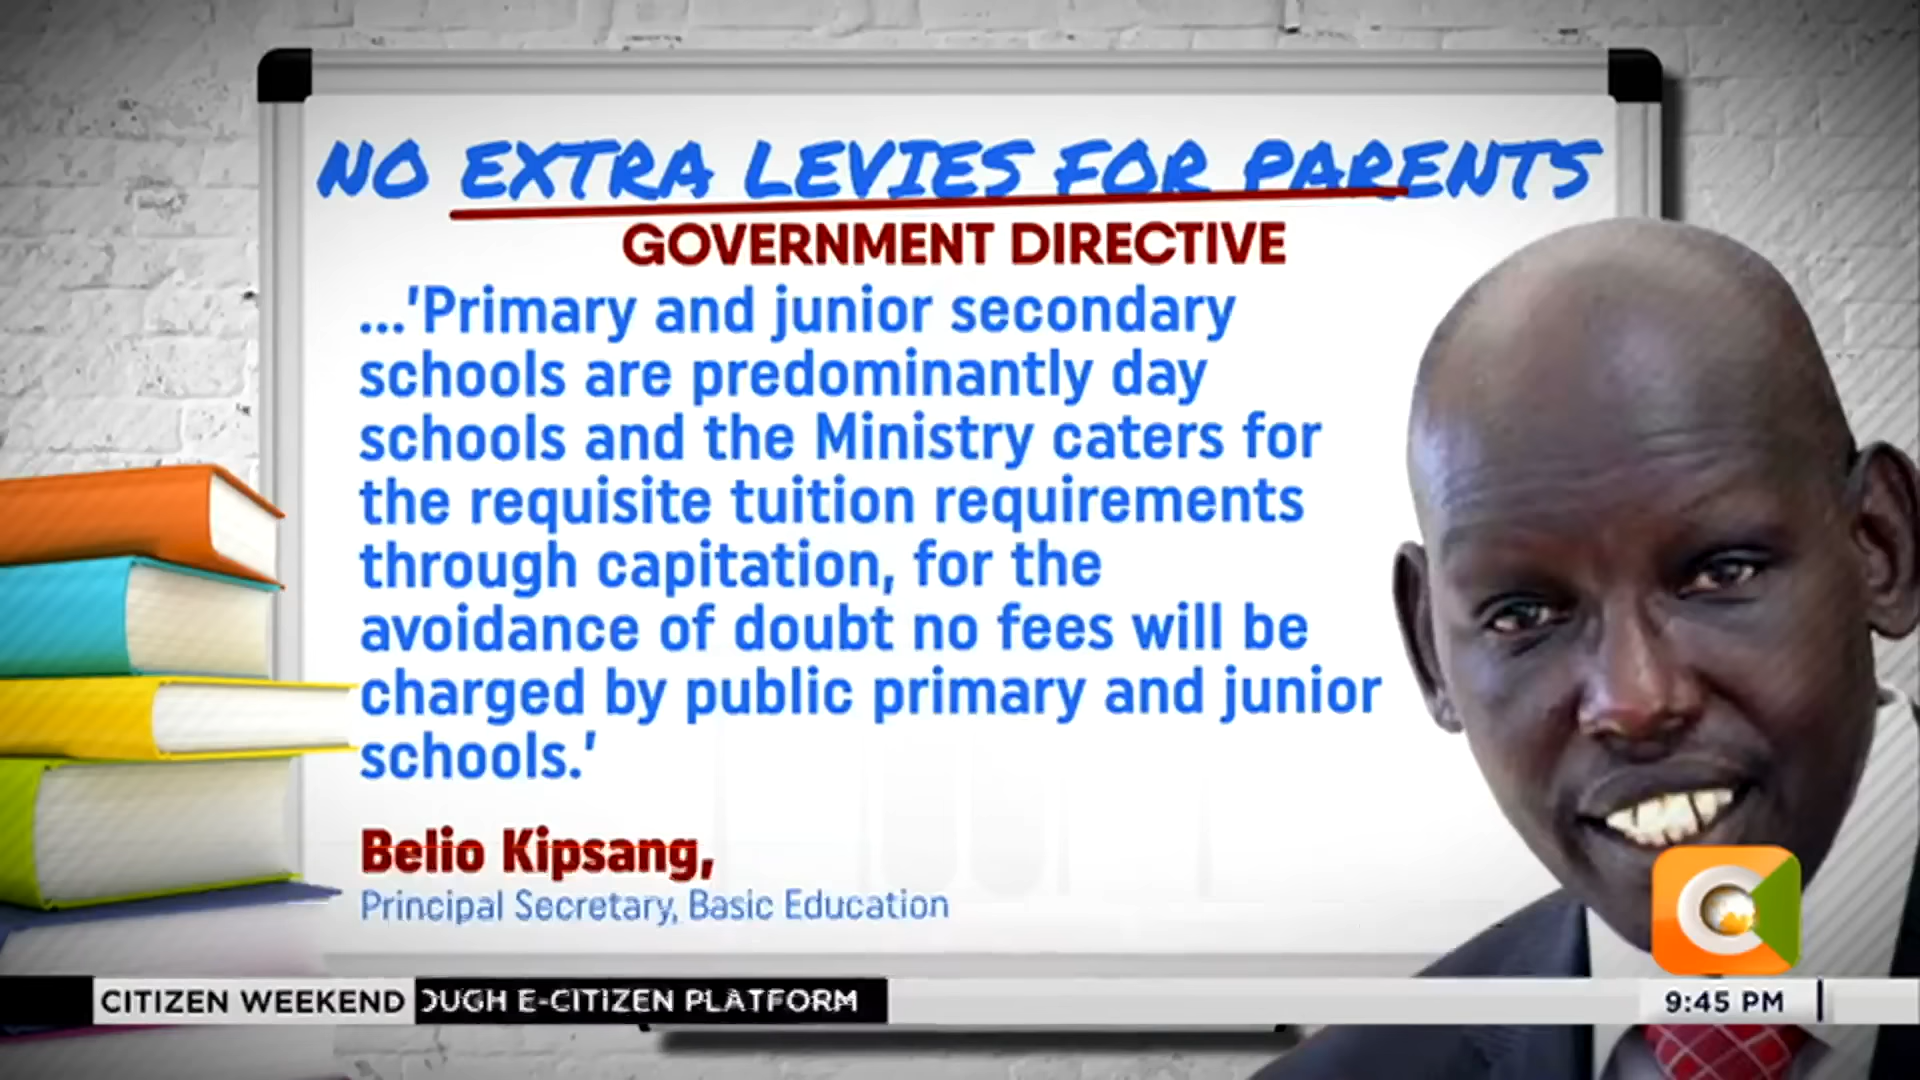 NO EXTRA LEVIES FOR PARENTS
GOVERNMENT DIRECTIVE
...'Primary and junior secondary
schools are predominantly day
schools and the Ministry caters for
the requisite tuition requirements
through capitation, for the
avoidance of doubt no fees will be
charged by public primary and junior
schools.'
Belio Kipsang,
Principal Secretary, Basic Education
CITIZEN WEEKEND
OUGH E-CITIZEN PLATFORM
9:45 PM